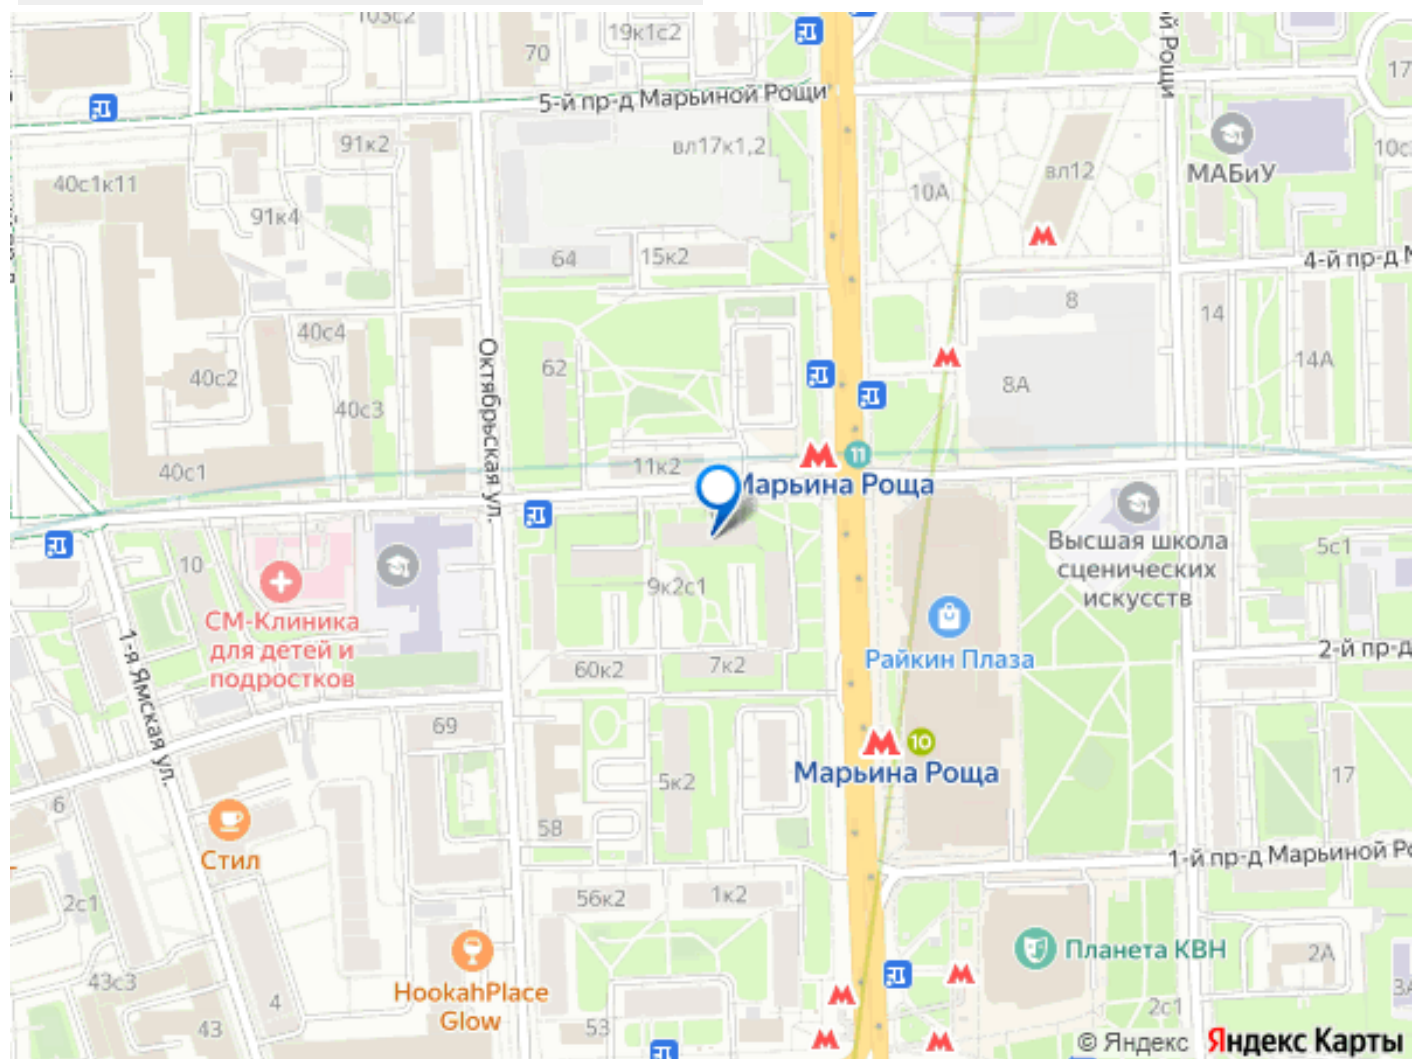 103с2
19к1с2
70
5-й пр-д Марьиной Рощи
й Рощи
17
91к2
вл17к1,2
10с
МАБиУ
40с1к11
вл12
10А
91к4
64
15к2
4-й пр-д М
8
14
40с4
Октябрьская ул.
62
14А
40с2
8А
40с3
11к2
40с1
11
Марьина Роща
Высшая школа
сценических
искусств
5с1
10
9к2с1
СМ-Клиника
для детей и
подростков
Райкин Плаза
2-й пр-д
60к2
7к2
1-я Ямская ул.
69
10
Марьина Роща
5к2
17
6
58
Стил
1-й пр-д Марьиной Ро
56к2
1к2
2с1
Планета КВН
2А
43с3
HookahPlace
Glow
4
3А
2с1
43
53
© Яндекс Яндекс Карты